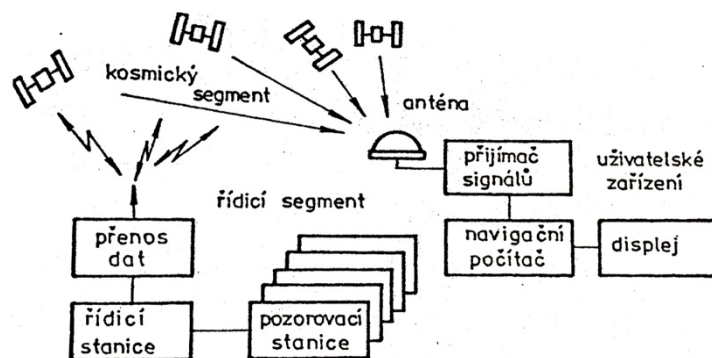 kosmický
segment
anténa
přijímač
signálů
uživatelské
zařízení
řídicí segment
přenos
dat
navigační
počítač
displej
řídicí
stanice
pozorovací
stanice